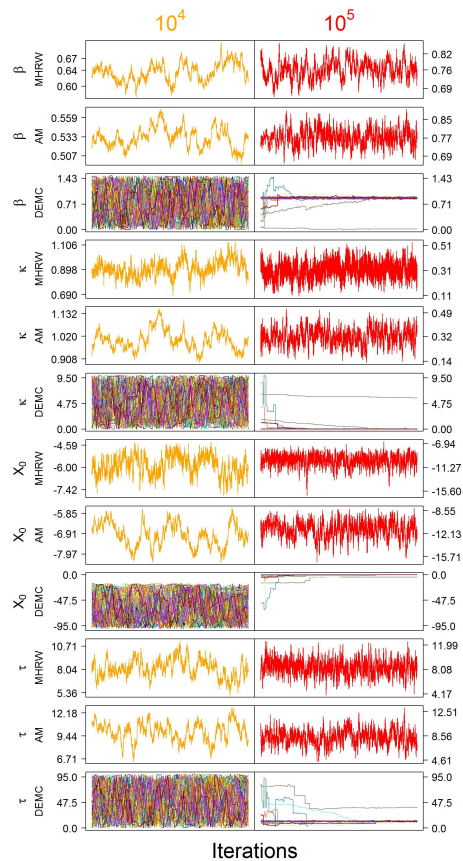 10⁴ 10⁵
β MHRW 0.67 0.64 0.60 0.82 0.76 0.69
β AM 0.559 0.533 0.507 0.85 0.77 0.69
β DEMC 1.43 0.71 0.00 1.43 0.71 0.00
κ MHRW 1.106 0.898 0.690 0.51 0.31 0.11
κ AM 1.132 1.020 0.908 0.49 0.32 0.14
κ DEMC 9.50 4.75 0.00 9.50 4.75 0.00
X₀ MHRW -4.59 -6.00 -7.42 -6.94 -11.27 -15.60
X₀ AM -5.85 -6.91 -7.97 -8.55 -12.13 -15.71
X₀ DEMC 0.0 -47.5 -95.0 0.0 -47.5 -95.0
τ MHRW 10.71 8.04 5.36 11.99 8.08 4.17
τ AM 12.18 9.44 6.71 12.51 8.56 4.61
τ DEMC 95.0 47.5 0.0 95.0 47.5 0.0
Iterations